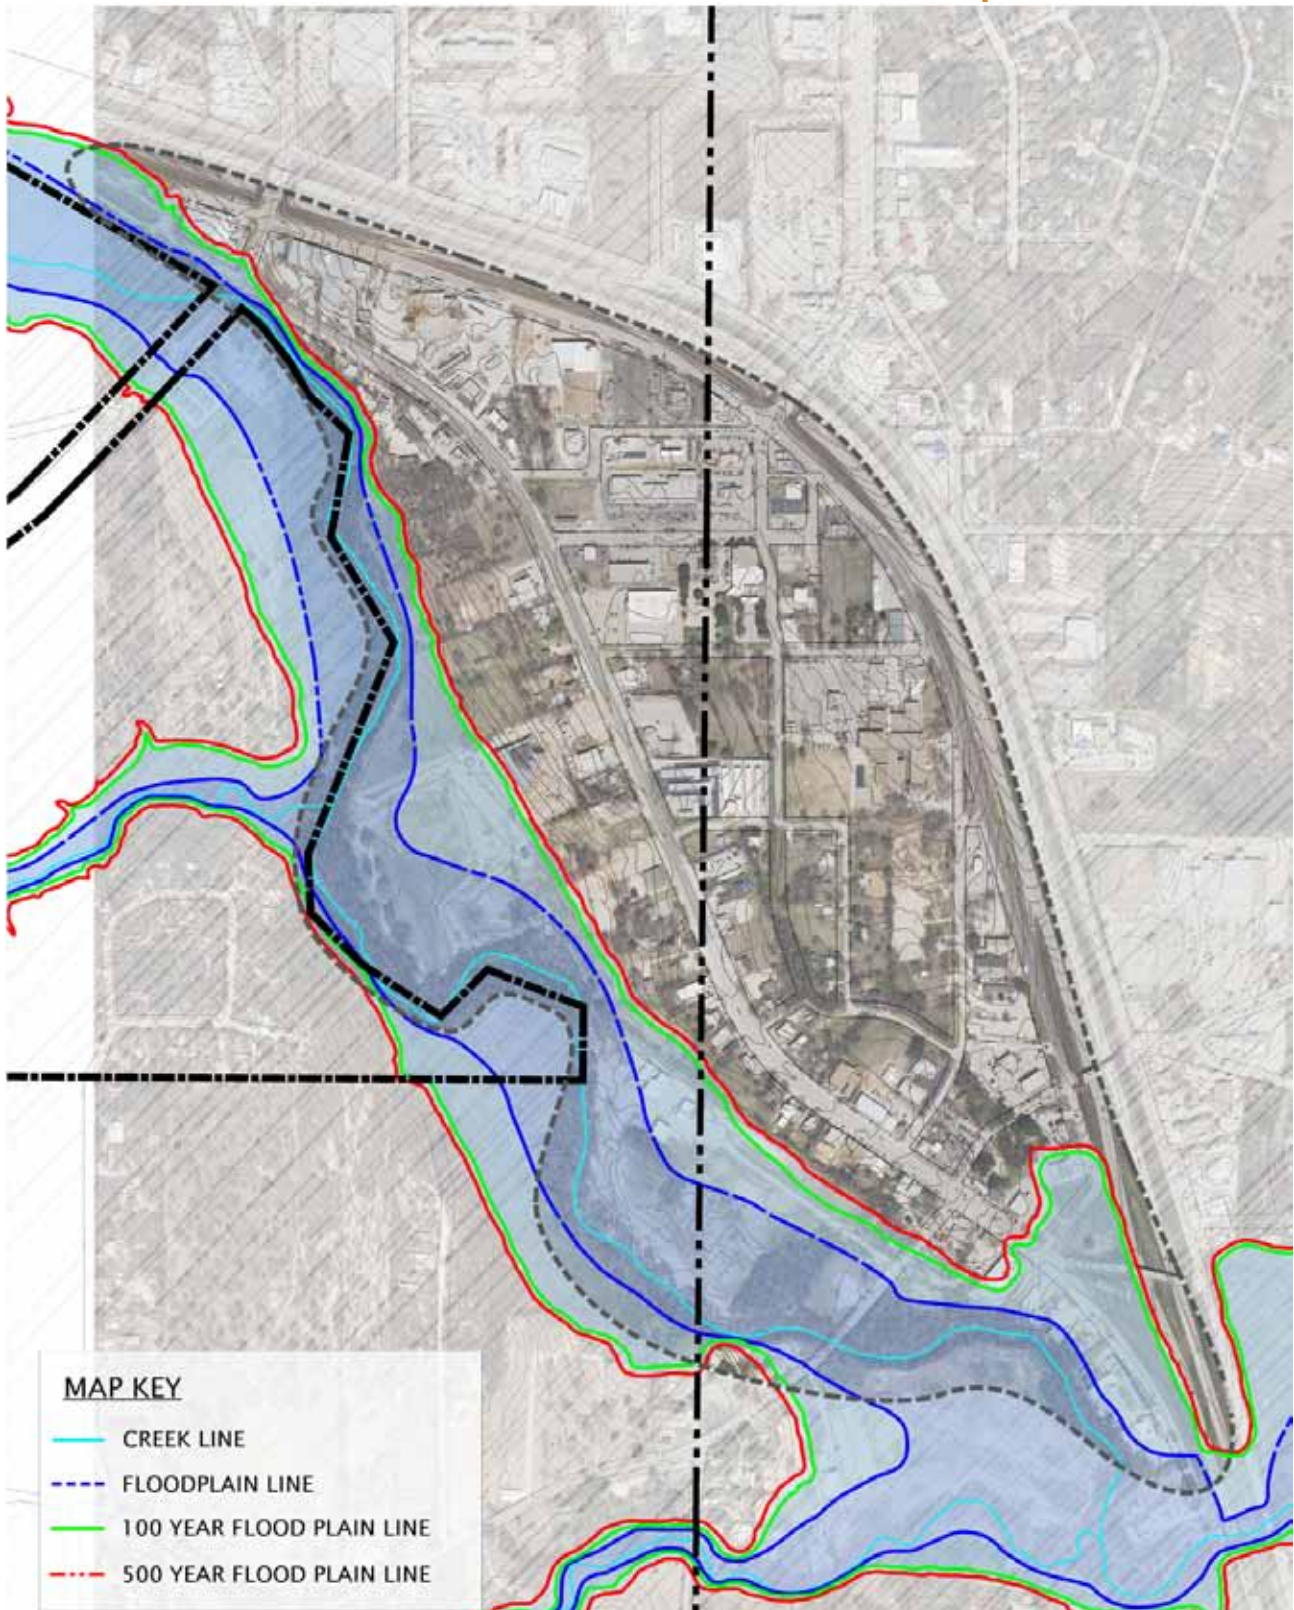 MAP KEY
CREEK LINE
FLOODPLAIN LINE
100 YEAR FLOOD PLAIN LINE
500 YEAR FLOOD PLAIN LINE